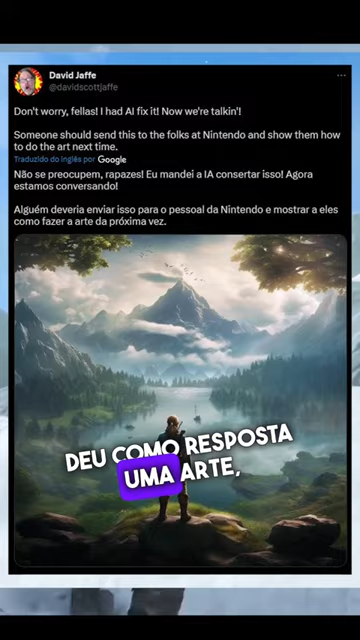 David Jaffe
@davidscottjaffe
Don't worry, fellas! I had AI fix it! Now we're talkin'!
Someone should send this to the folks at Nintendo and show them how
to do the art next time.
Traduzido do inglês por Google
Não se preocupem, rapazes! Eu mandei a IA consertar isso! Agora
estamos conversando!
Alguém deveria enviar isso para o pessoal da Nintendo e mostrar a eles
como fazer a arte da próxima vez.
DEU COMO RESPOSTA
UMA ARTE,